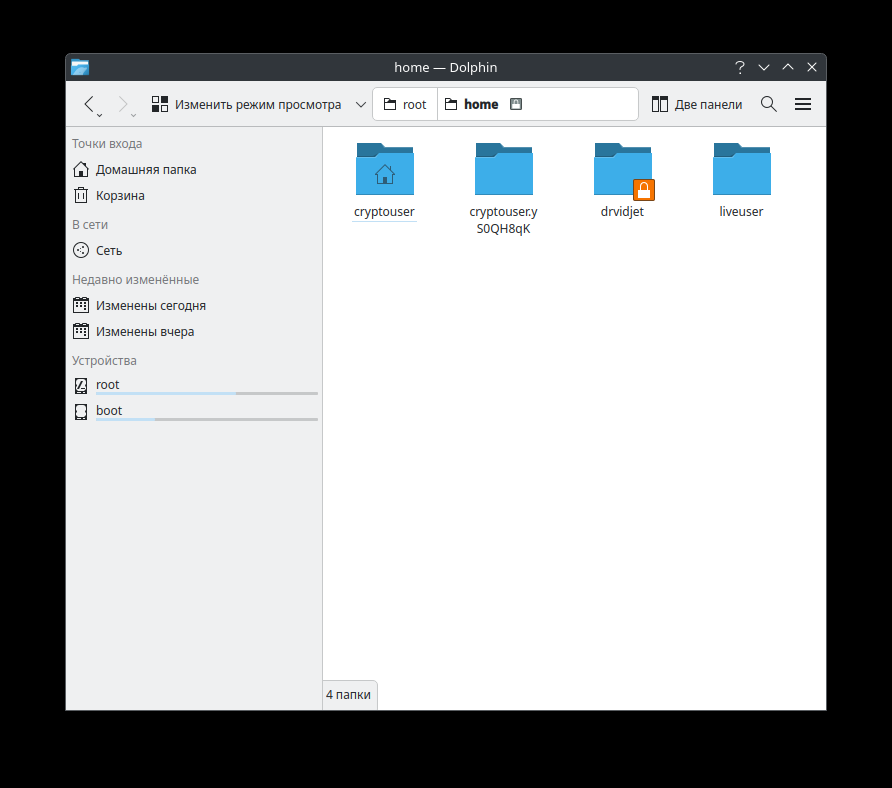 home — Dolphin
Изменить режим просмотра
root
home
Две панели
Точки входа
Домашняя папка
Корзина
В сети
Сеть
Недавно изменённые
Изменены сегодня
Изменены вчера
Устройства
root
boot
cryptouser
cryptouser.y
S0QH8qK
drvidjet
liveuser
4 папки